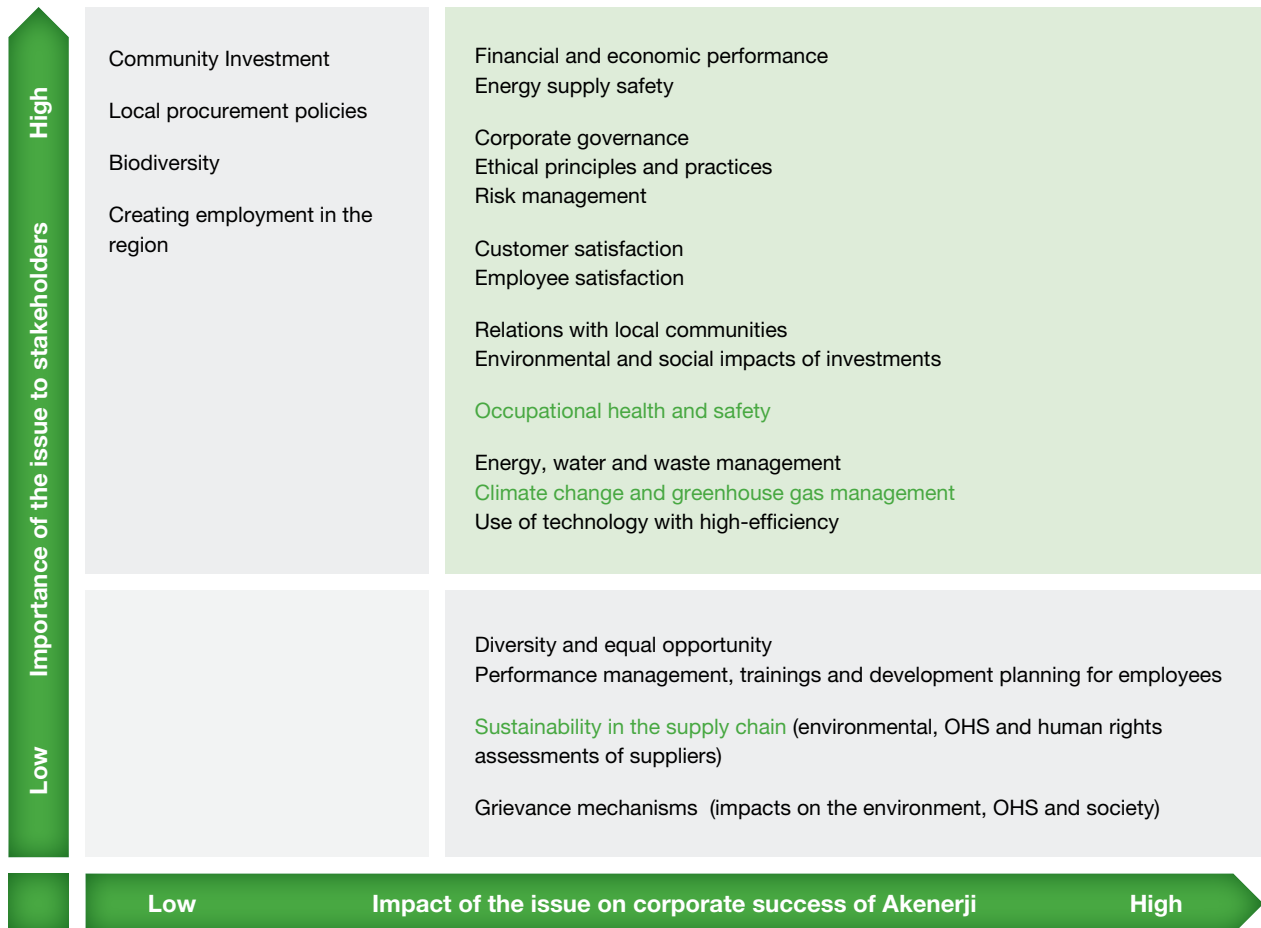 High
Importance of the issue to stakeholders
Low
Community Investment
Local procurement policies
Biodiversity
Creating employment in the
region
Financial and economic performance
Energy supply safety
Corporate governance
Ethical principles and practices
Risk management
Customer satisfaction
Employee satisfaction
Relations with local communities
Environmental and social impacts of investments
Occupational health and safety
Energy, water and waste management
Climate change and greenhouse gas management
Use of technology with high-efficiency
Diversity and equal opportunity
Performance management, trainings and development planning for employees
Sustainability in the supply chain (environmental, OHS and human rights
assessments of suppliers)
Grievance mechanisms  (impacts on the environment, OHS and society)
Low
Impact of the issue on corporate success of Akenerji
High